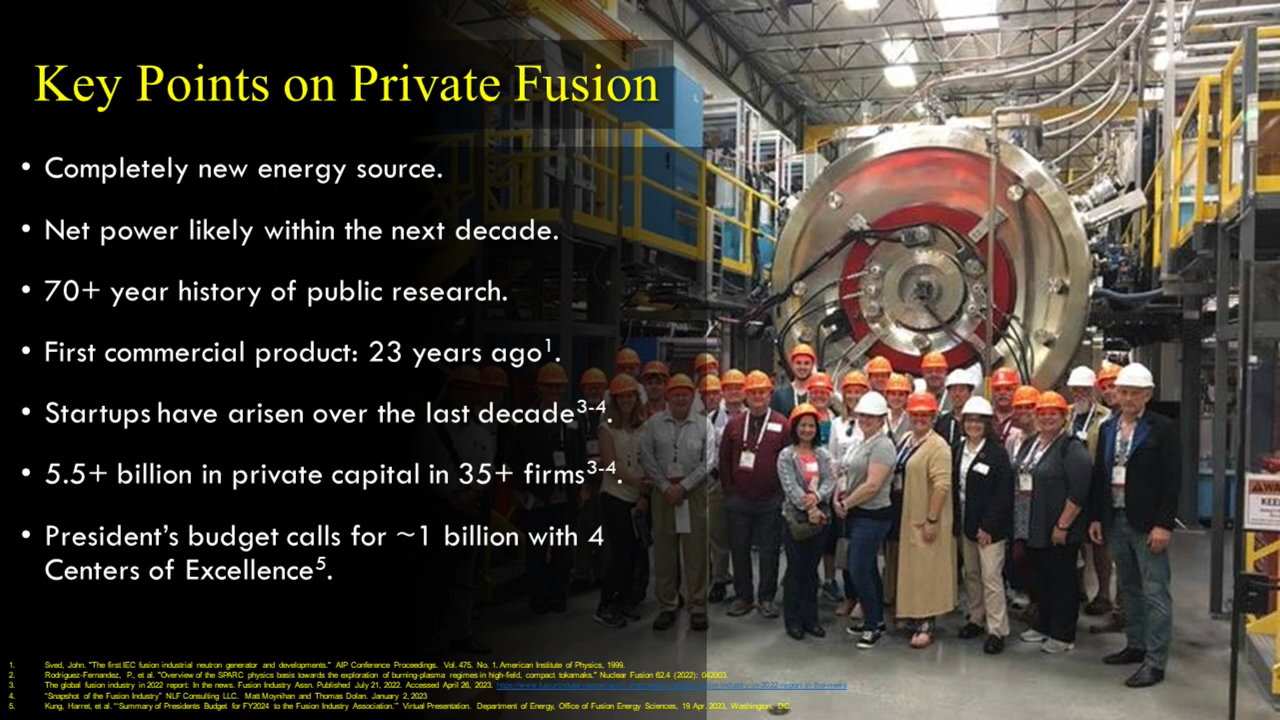 Key Points on Private Fusion
• Completely new energy source.
• Net power likely within the next decade.
• 70+ year history of public research.
• First commercial product: 23 years ago1.
• Startups have arisen over the last decade3-4.
• 5.5+ billion in private capital in 35+ firms3-4.
• President’s budget calls for ~1 billion with 4
Centers of Excellence5.
KEE
1. Sved, John. "The first IEC fusion industrial neutron generator and developments." AIP Conference Proceedings. Vol. 475. No. 1. American Institute of Physics, 1999.
2. Rodriguez-Fernandez, P., et al. "Overview of the SPARC physics basis towards the exploration of burning-plasma regimes in high-field, compact tokamaks." Nuclear Fusion 62.4 (2022): 042003.
3. The global fusion industry in 2022 report: In the news. Fusion Industry Assn. Published July 21, 2022. Accessed April 26, 2023.
4. "Snapshot of the Fusion Industry" NLF Consulting LLC. Matt Moynihan and Thomas Dolan. January 2, 2023
5. Kung, Harret, et al. "“Summary of Presidents Budget for FY2024 to the Fusion Industry Association.”" Virtual Presentation. Department of Energy, Office of Fusion Energy Sciences, 19 Apr. 2023, Washington, DC.